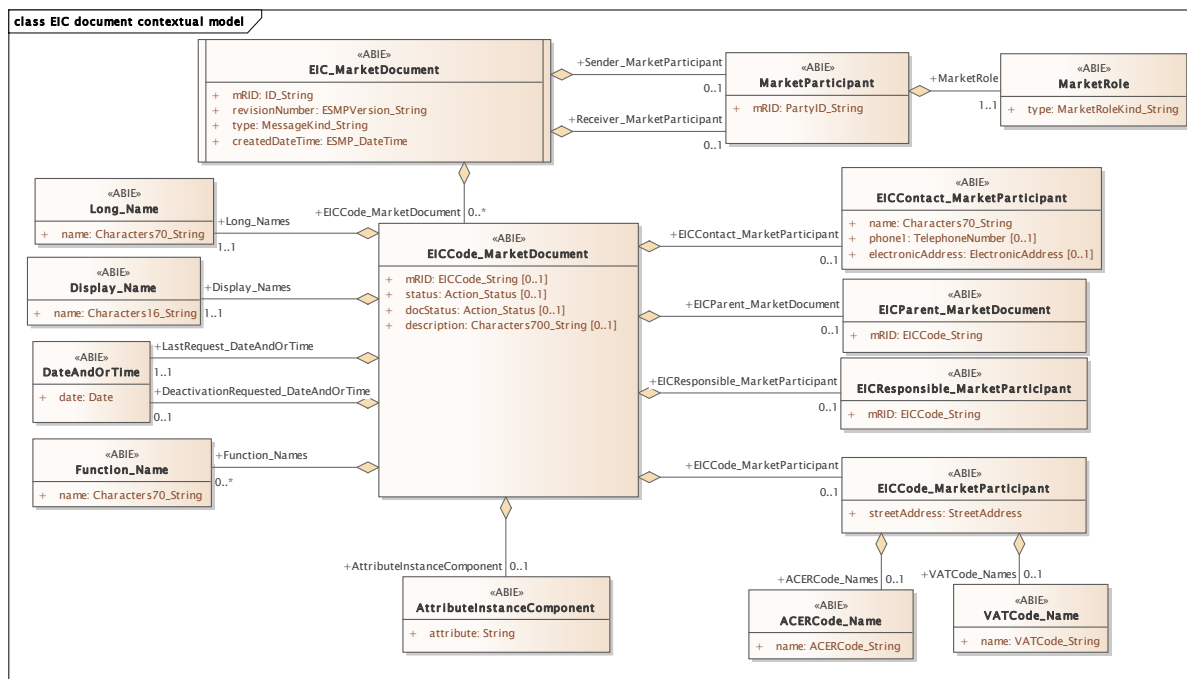 class EIC document contextual model
«ABIE»
EIC_MarketDocument
+ mRID: ID_String
+ revisionNumber: ESMPVersion_String
+ type: MessageKind_String
+ createdDateTime: ESMP_DateTime
+Sender_MarketParticipant
0..1
+Receiver_MarketParticipant
0..1
«ABIE»
MarketParticipant
+ mRID: PartyID_String
+MarketRole
1..1
«ABIE»
MarketRole
+ type: MarketRoleKind_String
+EICCode_MarketDocument 0..*
«ABIE»
Long_Name
+ name: Characters70_String
+Long_Names
1..1
«ABIE»
Display_Name
+ name: Characters16_String
+Display_Names
1..1
«ABIE»
DateAndOrTime
+ date: Date
+LastRequest_DateAndOrTime
1..1
+DeactivationRequested_DateAndOrTime
0..1
«ABIE»
Function_Name
+ name: Characters70_String
+Function_Names
0..*
«ABIE»
EICCode_MarketDocument
+ mRID: EICCode_String [0..1]
+ status: Action_Status [0..1]
+ docStatus: Action_Status [0..1]
+ description: Characters700_String [0..1]
+EICContact_MarketParticipant
0..1
«ABIE»
EICContact_MarketParticipant
+ name: Characters70_String
+ phone1: TelephoneNumber [0..1]
+ electronicAddress: ElectronicAddress [0..1]
+EICParent_MarketDocument
0..1
«ABIE»
EICParent_MarketDocument
+ mRID: EICCode_String
+EICResponsible_MarketParticipant
0..1
«ABIE»
EICResponsible_MarketParticipant
+ mRID: EICCode_String
+EICCode_MarketParticipant
0..1
«ABIE»
EICCode_MarketParticipant
+ streetAddress: StreetAddress
+AttributeInstanceComponent 0..1
«ABIE»
AttributeInstanceComponent
+ attribute: String
+ACERCode_Names 0..1
«ABIE»
ACERCode_Name
+ name: ACERCode_String
+VATCode_Names 0..1
«ABIE»
VATCode_Name
+ name: VATCode_String